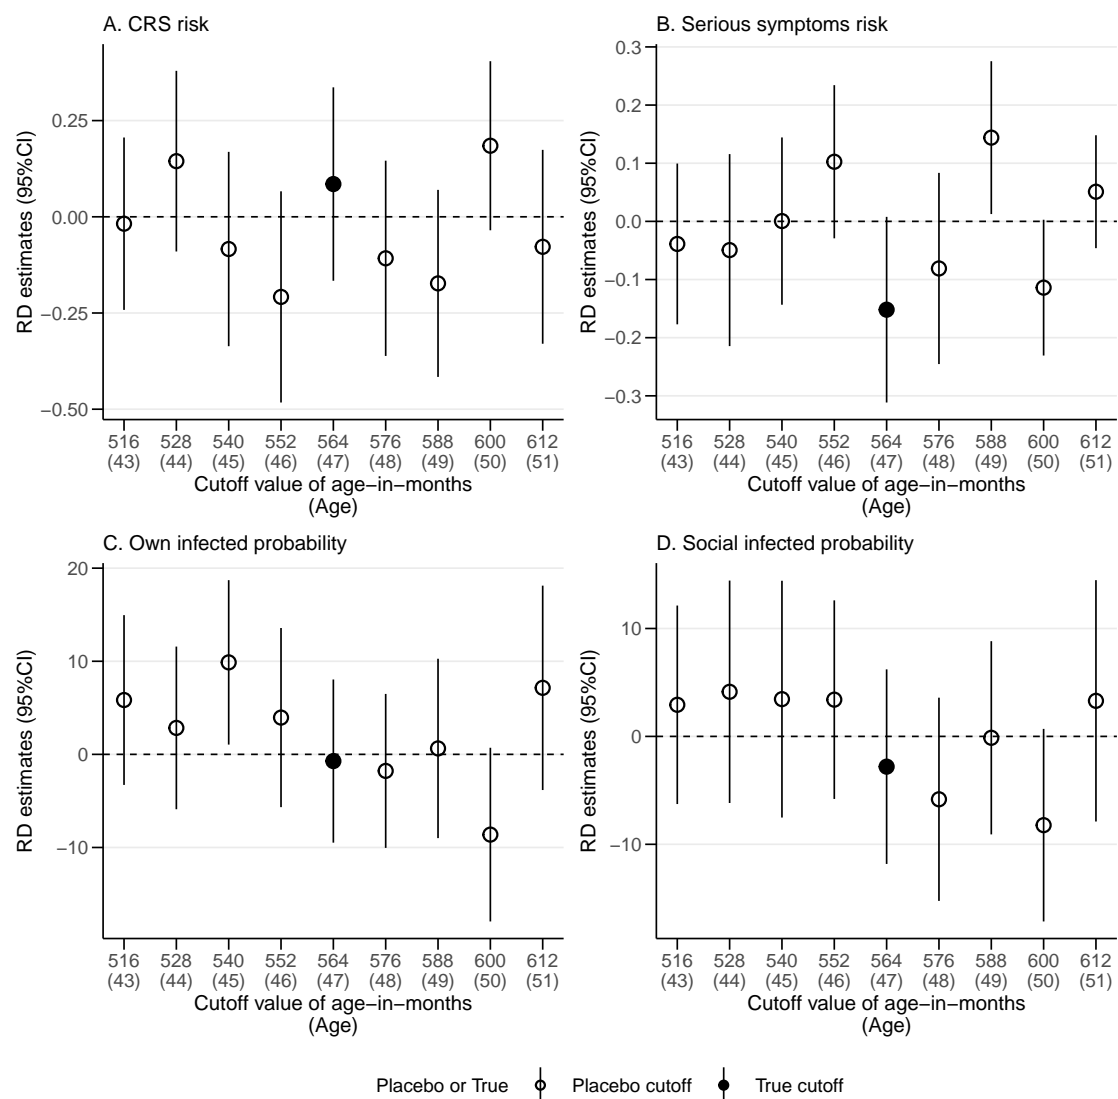 A. CRS risk
RD estimates (95%CI)
0.25
0.00
−0.25
−0.50
516 528 540 552 564 576 588 600 612
(43) (44) (45) (46) (47) (48) (49) (50) (51)
Cutoff value of age−in−months
(Age)
B. Serious symptoms risk
RD estimates (95%CI)
0.3
0.2
0.1
0.0
−0.1
−0.2
−0.3
516 528 540 552 564 576 588 600 612
(43) (44) (45) (46) (47) (48) (49) (50) (51)
Cutoff value of age−in−months
(Age)
C. Own infected probability
RD estimates (95%CI)
20
10
0
−10
516 528 540 552 564 576 588 600 612
(43) (44) (45) (46) (47) (48) (49) (50) (51)
Cutoff value of age−in−months
(Age)
D. Social infected probability
RD estimates (95%CI)
10
0
−10
516 528 540 552 564 576 588 600 612
(43) (44) (45) (46) (47) (48) (49) (50) (51)
Cutoff value of age−in−months
(Age)
Placebo or True Placebo cutoff True cutoff